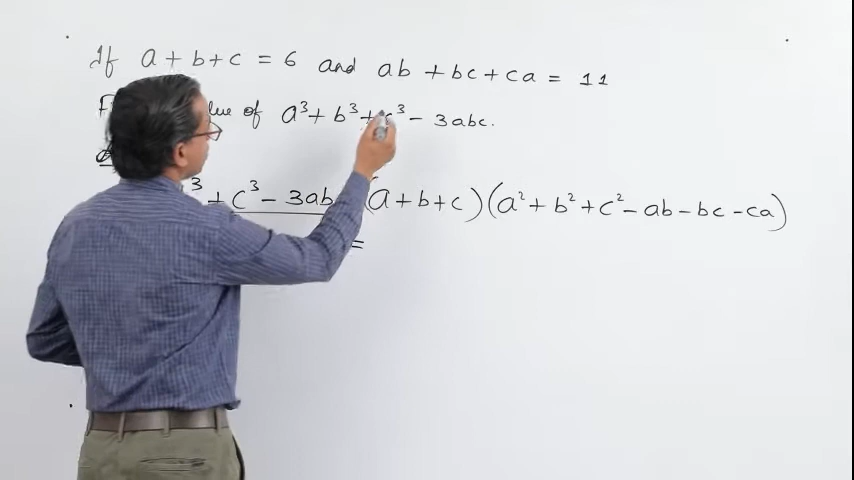 If a + b + c = 6 and ab + bc + ca = 11
of a³ + b³ + c³ - 3abc.
³ + c³ - 3ab (a + b + c) (a² + b² + c² - ab - bc - ca)
=